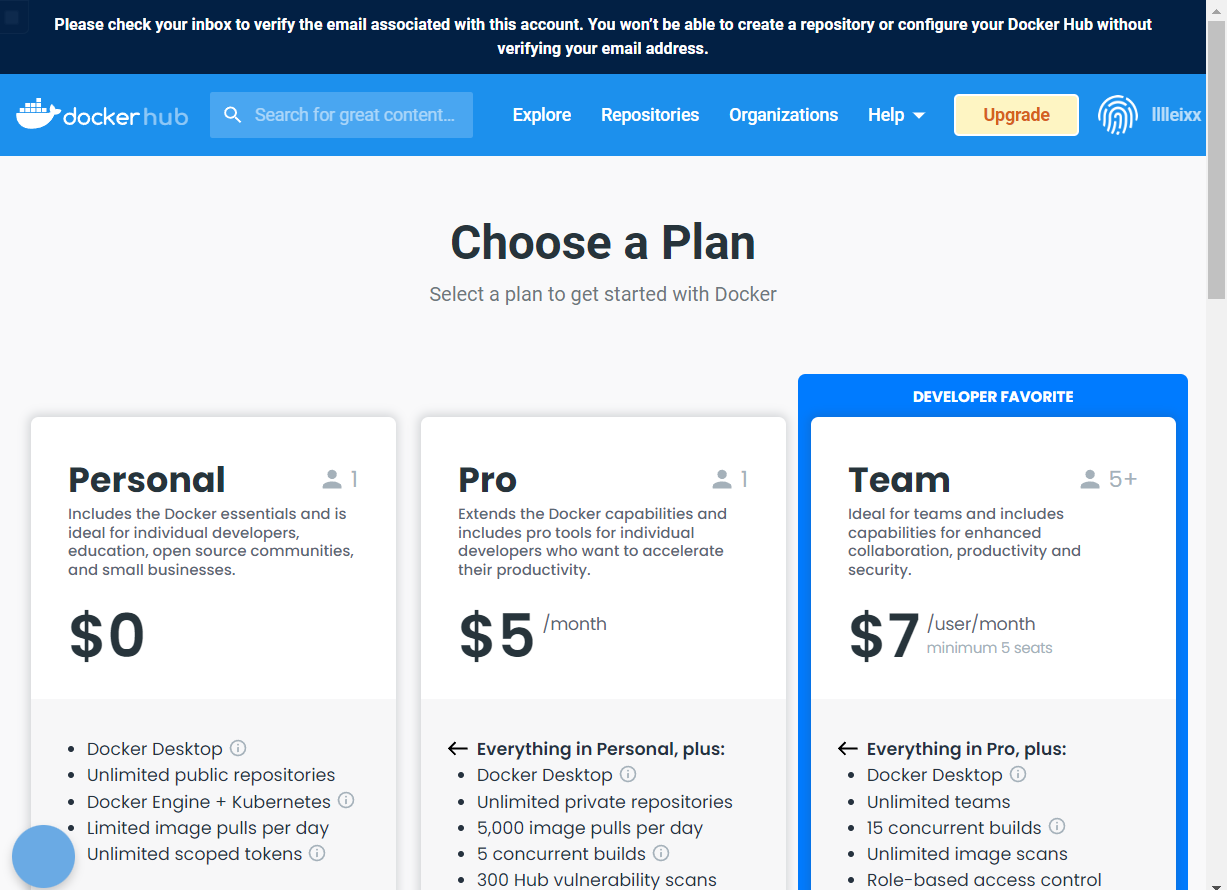 Please check your inbox to verify the email associated with this account. You won’t be able to create a repository or configure your Docker Hub without
verifying your email address.
dockerhub
Search for great content...
Explore
Repositories
Organizations
Help
Upgrade
lllleixx
Choose a Plan
Select a plan to get started with Docker
Personal
1
Includes the Docker essentials and is
ideal for individual developers,
education, open source communities,
and small businesses.
$0
Docker Desktop
Unlimited public repositories
Docker Engine + Kubernetes
Limited image pulls per day
Unlimited scoped tokens
Pro
1
Extends the Docker capabilities and
includes pro tools for individual
developers who want to accelerate
their productivity.
$5 /month
Everything in Personal, plus:
Docker Desktop
Unlimited private repositories
5,000 image pulls per day
5 concurrent builds
300 Hub vulnerability scans
DEVELOPER FAVORITE
Team
5+
Ideal for teams and includes
capabilities for enhanced
collaboration, productivity and
security.
$7 /user/month
minimum 5 seats
Everything in Pro, plus:
Docker Desktop
Unlimited teams
15 concurrent builds
Unlimited image scans
Role-based access control